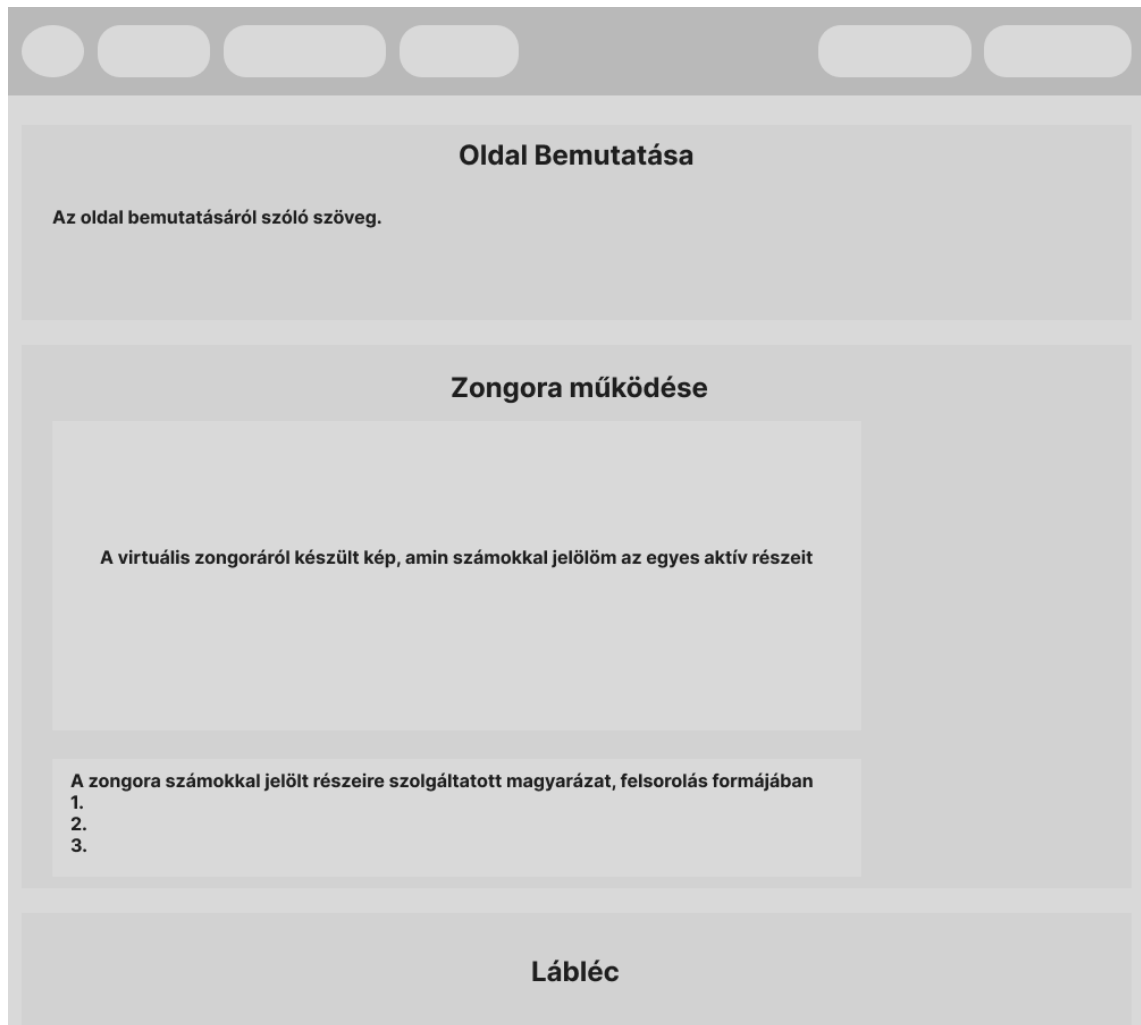 Oldal Bemutatása
Az oldal bemutatásáról szóló szöveg.
Zongora működése
A virtuális zongoráról készült kép, amin számokkal jelölöm az egyes aktív részeit
A zongora számokkal jelölt részeire szolgáltatott magyarázat, felsorolás formájában
1.
2.
3.
Lábléc